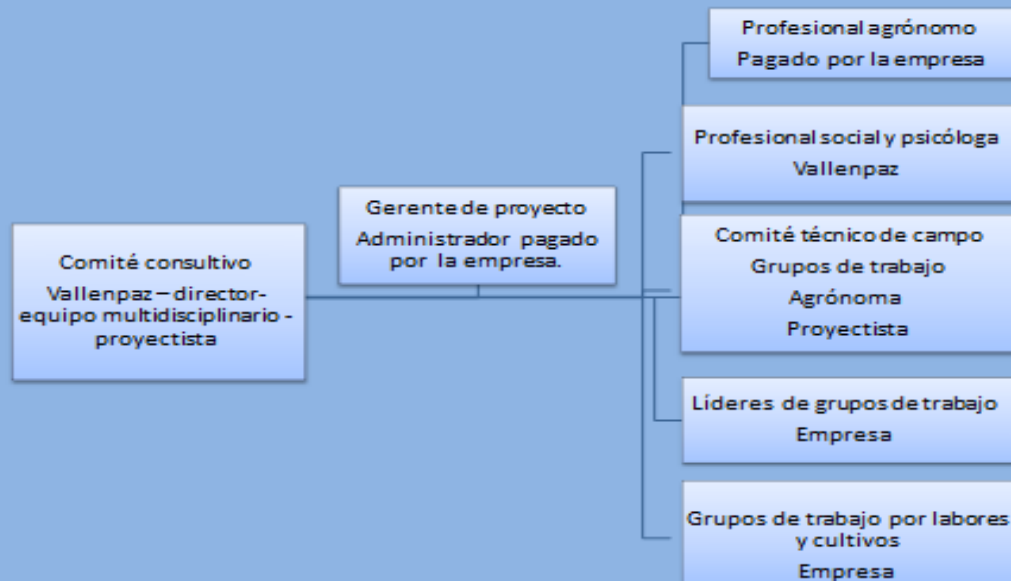 Comité consultivo
Vallenpaz – director-
equipo multidisciplinario -
proyectista
Gerente de proyecto
Administrador pagado
por la empresa.
Profesional agrónomo
Pagado por la empresa
Profesional social y psicóloga
Vallenpaz
Comité técnico de campo
Grupos de trabajo
Agrónoma
Proyectista
Líderes de grupos de trabajo
Empresa
Grupos de trabajo por labores
y cultivos
Empresa